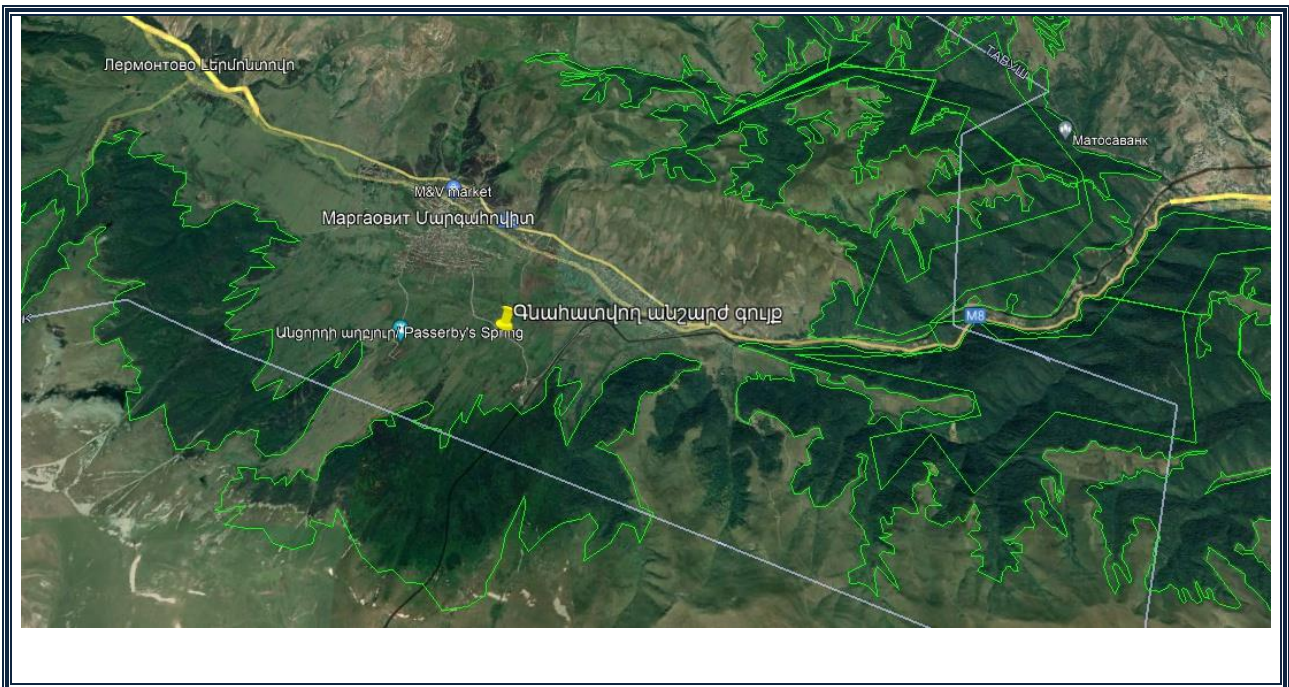 Лермонтово Լերմոնտովո
ТАВУШ
Матосаванк
M&V market
Маргаовит Մարգահովիտ
Գնահատվող անշարժ գույք
M8
Անցորդի աղբյուր/ Passerby's Spring